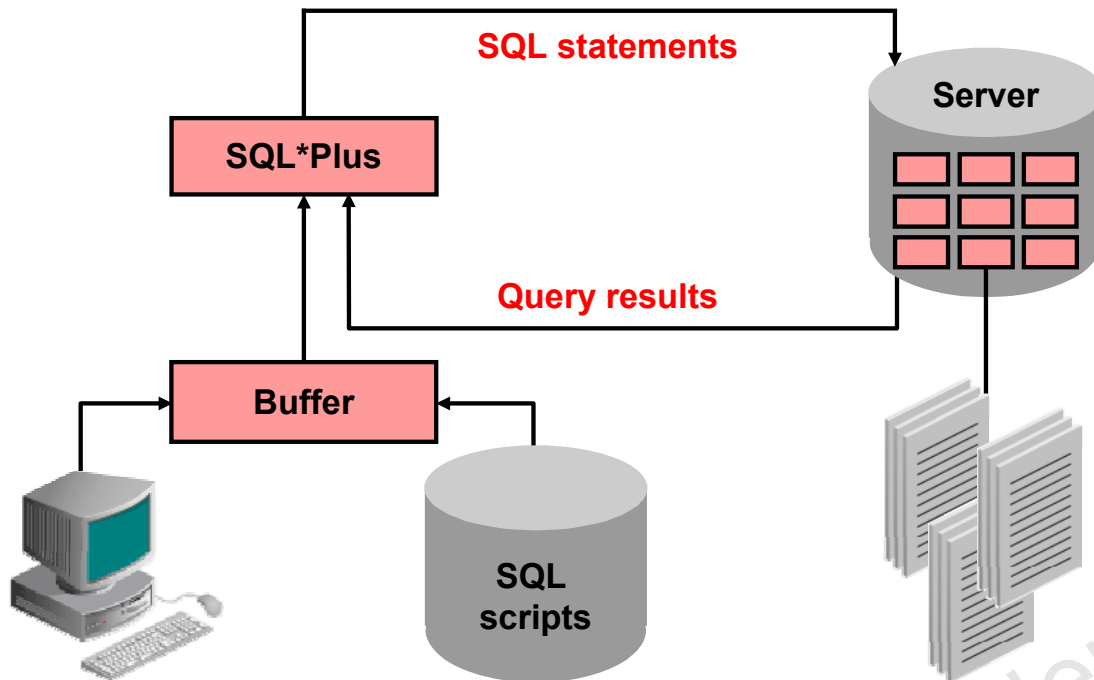 SQL statements
Server
SQL*Plus
Query results
Buffer
SQL
scripts